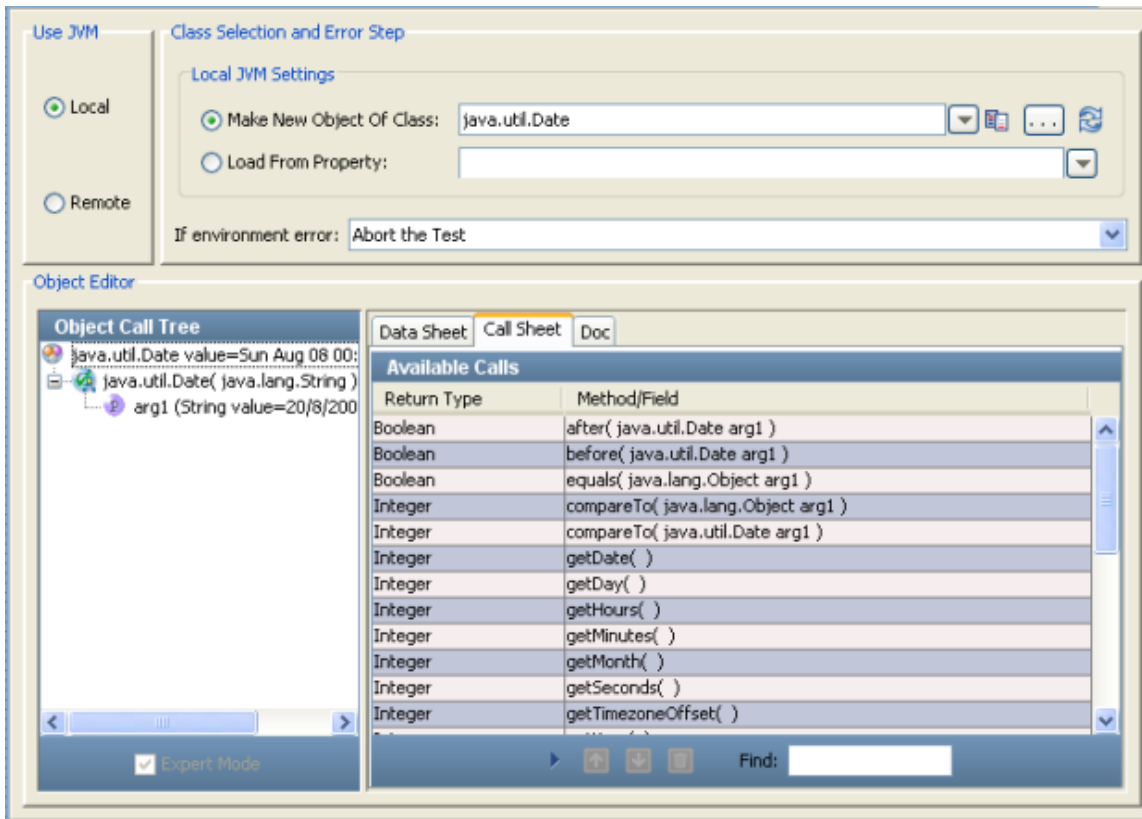 Use JVM
Class Selection and Error Step
Local JVM Settings
Local
Make New Object Of Class: java.util.Date ...
Load From Property:
Remote
If environment error: Abort the Test
Object Editor
Object Call Tree
java.util.Date value=Sun Aug 08 00:
java.util.Date( java.lang.String )
P arg1 (String value=20/8/200
Expert Mode
Data Sheet Call Sheet Doc
Available Calls
Return Type Method/Field
Boolean after( java.util.Date arg1 )
Boolean before( java.util.Date arg1 )
Boolean equals( java.lang.Object arg1 )
Integer compareTo( java.lang.Object arg1 )
Integer compareTo( java.util.Date arg1 )
Integer getDate( )
Integer getDay( )
Integer getHours( )
Integer getMinutes( )
Integer getMonth( )
Integer getSeconds( )
Integer getTimezoneOffset( )
Find: